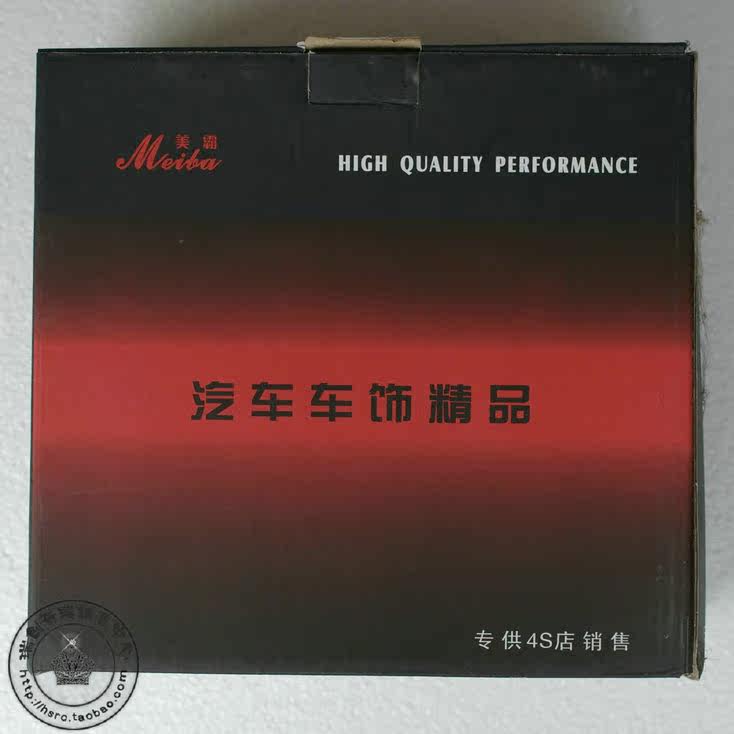 美霸
Meiba
HIGH QUALITY PERFORMANCE
汽车车饰精品
专供4S店销售
http://hsrc.taobao.com